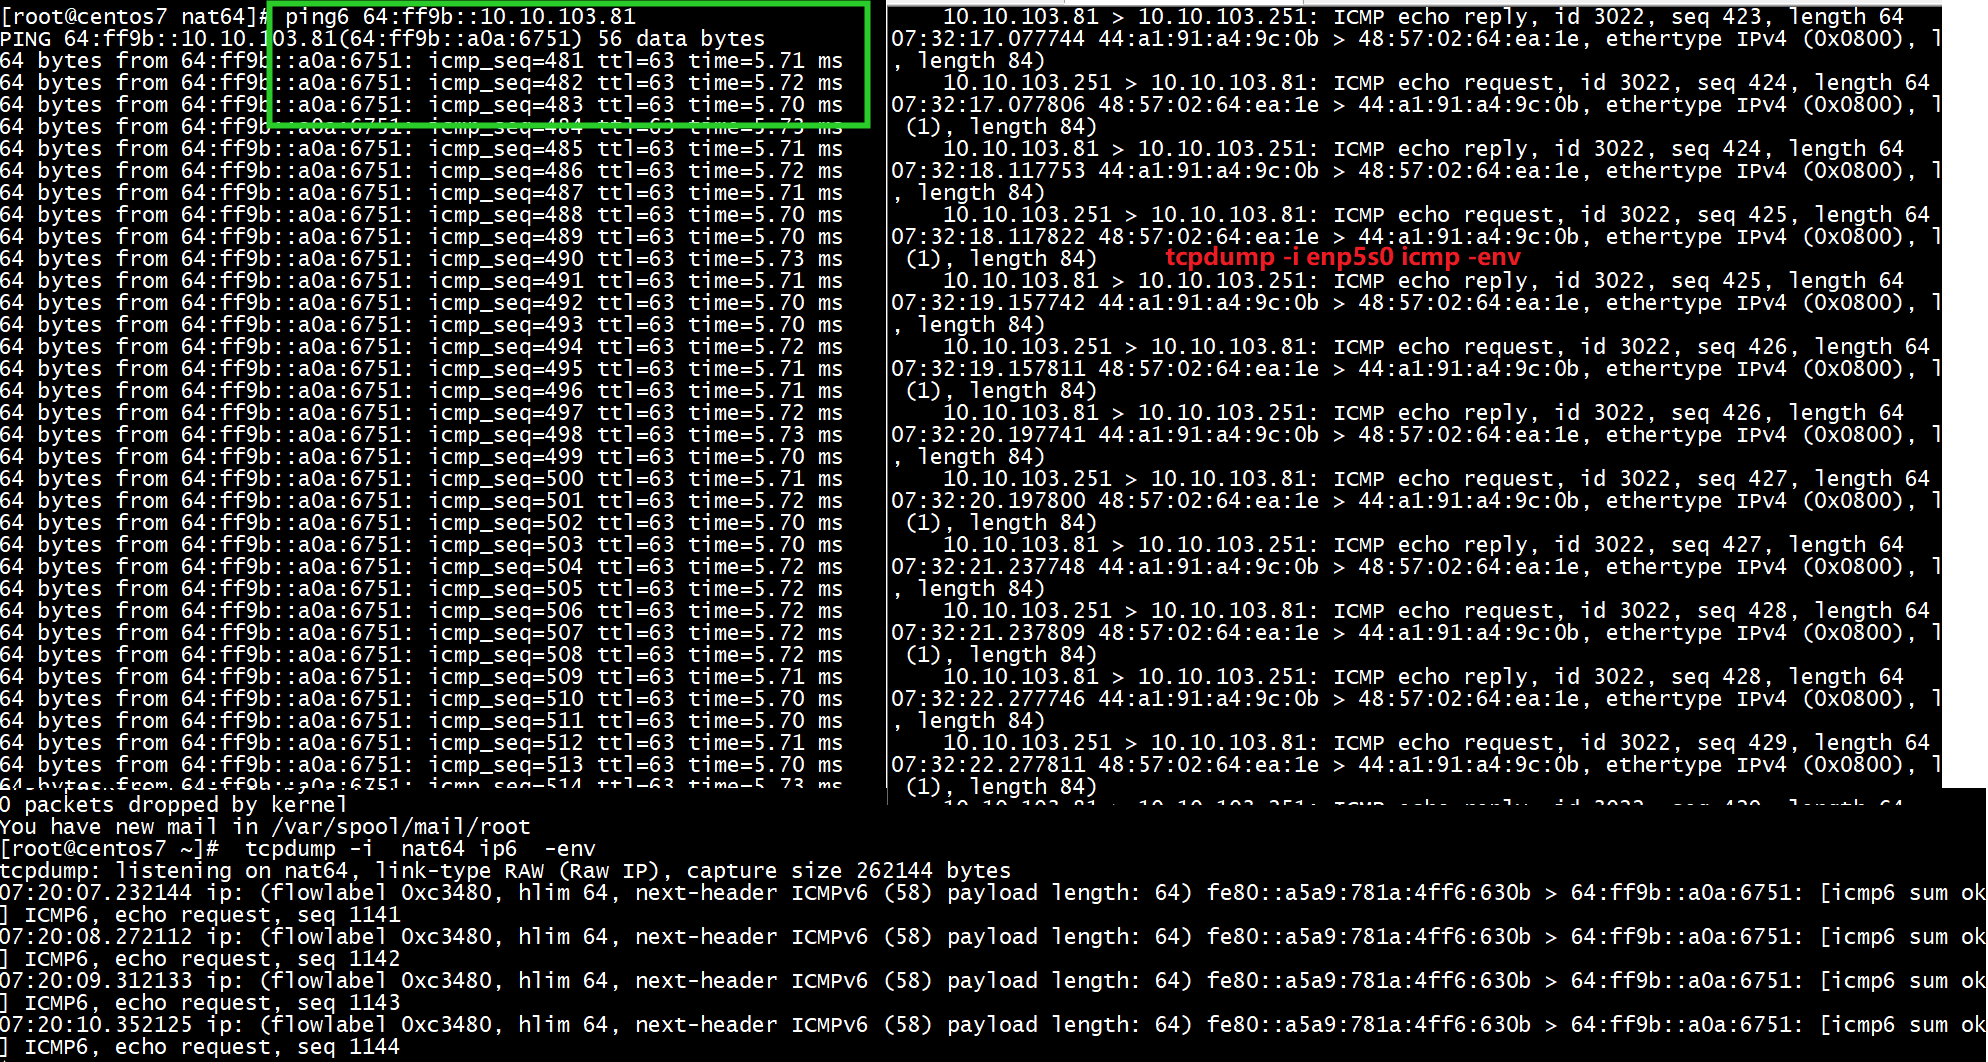 [root@centos7 nat64]# ping6 64:ff9b::10.10.103.81
PING 64:ff9b::10.10.103.81(64:ff9b::a0a:6751) 56 data bytes
64 bytes from 64:ff9b::a0a:6751: icmp_seq=481 ttl=63 time=5.71 ms
64 bytes from 64:ff9b::a0a:6751: icmp_seq=482 ttl=63 time=5.72 ms
64 bytes from 64:ff9b::a0a:6751: icmp_seq=483 ttl=63 time=5.70 ms
64 bytes from 64:ff9b::a0a:6751: icmp_seq=484 ttl=63 time=5.73 ms
64 bytes from 64:ff9b::a0a:6751: icmp_seq=485 ttl=63 time=5.71 ms
64 bytes from 64:ff9b::a0a:6751: icmp_seq=486 ttl=63 time=5.72 ms
64 bytes from 64:ff9b::a0a:6751: icmp_seq=487 ttl=63 time=5.71 ms
64 bytes from 64:ff9b::a0a:6751: icmp_seq=488 ttl=63 time=5.70 ms
64 bytes from 64:ff9b::a0a:6751: icmp_seq=489 ttl=63 time=5.70 ms
64 bytes from 64:ff9b::a0a:6751: icmp_seq=490 ttl=63 time=5.73 ms
64 bytes from 64:ff9b::a0a:6751: icmp_seq=491 ttl=63 time=5.71 ms
64 bytes from 64:ff9b::a0a:6751: icmp_seq=492 ttl=63 time=5.70 ms
64 bytes from 64:ff9b::a0a:6751: icmp_seq=493 ttl=63 time=5.70 ms
64 bytes from 64:ff9b::a0a:6751: icmp_seq=494 ttl=63 time=5.72 ms
64 bytes from 64:ff9b::a0a:6751: icmp_seq=495 ttl=63 time=5.71 ms
64 bytes from 64:ff9b::a0a:6751: icmp_seq=496 ttl=63 time=5.71 ms
64 bytes from 64:ff9b::a0a:6751: icmp_seq=497 ttl=63 time=5.72 ms
64 bytes from 64:ff9b::a0a:6751: icmp_seq=498 ttl=63 time=5.73 ms
64 bytes from 64:ff9b::a0a:6751: icmp_seq=499 ttl=63 time=5.70 ms
64 bytes from 64:ff9b::a0a:6751: icmp_seq=500 ttl=63 time=5.71 ms
64 bytes from 64:ff9b::a0a:6751: icmp_seq=501 ttl=63 time=5.72 ms
64 bytes from 64:ff9b::a0a:6751: icmp_seq=502 ttl=63 time=5.70 ms
64 bytes from 64:ff9b::a0a:6751: icmp_seq=503 ttl=63 time=5.70 ms
64 bytes from 64:ff9b::a0a:6751: icmp_seq=504 ttl=63 time=5.72 ms
64 bytes from 64:ff9b::a0a:6751: icmp_seq=505 ttl=63 time=5.72 ms
64 bytes from 64:ff9b::a0a:6751: icmp_seq=506 ttl=63 time=5.72 ms
64 bytes from 64:ff9b::a0a:6751: icmp_seq=507 ttl=63 time=5.72 ms
64 bytes from 64:ff9b::a0a:6751: icmp_seq=508 ttl=63 time=5.72 ms
64 bytes from 64:ff9b::a0a:6751: icmp_seq=509 ttl=63 time=5.71 ms
64 bytes from 64:ff9b::a0a:6751: icmp_seq=510 ttl=63 time=5.70 ms
64 bytes from 64:ff9b::a0a:6751: icmp_seq=511 ttl=63 time=5.70 ms
64 bytes from 64:ff9b::a0a:6751: icmp_seq=512 ttl=63 time=5.71 ms
64 bytes from 64:ff9b::a0a:6751: icmp_seq=513 ttl=63 time=5.70 ms
64 bytes from 64:ff9b::a0a:6751: icmp_seq=514 ttl=63 time=5.73 ms
10.10.103.81 > 10.10.103.251: ICMP echo reply, id 3022, seq 423, length 64
07:32:17.077744 44:a1:91:a4:9c:0b > 48:57:02:64:ea:1e, ethertype IPv4 (0x0800), l
, length 84)
10.10.103.251 > 10.10.103.81: ICMP echo request, id 3022, seq 424, length 64
07:32:17.077806 48:57:02:64:ea:1e > 44:a1:91:a4:9c:0b, ethertype IPv4 (0x0800), l
(1), length 84)
10.10.103.81 > 10.10.103.251: ICMP echo reply, id 3022, seq 424, length 64
07:32:18.117753 44:a1:91:a4:9c:0b > 48:57:02:64:ea:1e, ethertype IPv4 (0x0800), l
, length 84)
10.10.103.251 > 10.10.103.81: ICMP echo request, id 3022, seq 425, length 64
07:32:18.117822 48:57:02:64:ea:1e > 44:a1:91:a4:9c:0b, ethertype IPv4 (0x0800), l
(1), length 84)
tcpdump -i enp5s0 icmp -env
10.10.103.81 > 10.10.103.251: ICMP echo reply, id 3022, seq 425, length 64
07:32:19.157742 44:a1:91:a4:9c:0b > 48:57:02:64:ea:1e, ethertype IPv4 (0x0800), l
, length 84)
10.10.103.251 > 10.10.103.81: ICMP echo request, id 3022, seq 426, length 64
07:32:19.157811 48:57:02:64:ea:1e > 44:a1:91:a4:9c:0b, ethertype IPv4 (0x0800), l
(1), length 84)
10.10.103.81 > 10.10.103.251: ICMP echo reply, id 3022, seq 426, length 64
07:32:20.197741 44:a1:91:a4:9c:0b > 48:57:02:64:ea:1e, ethertype IPv4 (0x0800), l
, length 84)
10.10.103.251 > 10.10.103.81: ICMP echo request, id 3022, seq 427, length 64
07:32:20.197800 48:57:02:64:ea:1e > 44:a1:91:a4:9c:0b, ethertype IPv4 (0x0800), l
(1), length 84)
10.10.103.81 > 10.10.103.251: ICMP echo reply, id 3022, seq 427, length 64
07:32:21.237748 44:a1:91:a4:9c:0b > 48:57:02:64:ea:1e, ethertype IPv4 (0x0800), l
, length 84)
10.10.103.251 > 10.10.103.81: ICMP echo request, id 3022, seq 428, length 64
07:32:21.237809 48:57:02:64:ea:1e > 44:a1:91:a4:9c:0b, ethertype IPv4 (0x0800), l
(1), length 84)
10.10.103.81 > 10.10.103.251: ICMP echo reply, id 3022, seq 428, length 64
07:32:22.277746 44:a1:91:a4:9c:0b > 48:57:02:64:ea:1e, ethertype IPv4 (0x0800), l
, length 84)
10.10.103.251 > 10.10.103.81: ICMP echo request, id 3022, seq 429, length 64
07:32:22.277811 48:57:02:64:ea:1e > 44:a1:91:a4:9c:0b, ethertype IPv4 (0x0800), l
(1), length 84)
0 packets dropped by kernel
You have new mail in /var/spool/mail/root
[root@centos7 ~]#  tcpdump -i  nat64 ip6  -env
tcpdump: listening on nat64, link-type RAW (Raw IP), capture size 262144 bytes
07:20:07.232144 ip: (flowlabel 0xc3480, hlim 64, next-header ICMPv6 (58) payload length: 64) fe80::a5a9:781a:4ff6:630b > 64:ff9b::a0a:6751: [icmp6 sum ok
] ICMP6, echo request, seq 1141
07:20:08.272112 ip: (flowlabel 0xc3480, hlim 64, next-header ICMPv6 (58) payload length: 64) fe80::a5a9:781a:4ff6:630b > 64:ff9b::a0a:6751: [icmp6 sum ok
] ICMP6, echo request, seq 1142
07:20:09.312133 ip: (flowlabel 0xc3480, hlim 64, next-header ICMPv6 (58) payload length: 64) fe80::a5a9:781a:4ff6:630b > 64:ff9b::a0a:6751: [icmp6 sum ok
] ICMP6, echo request, seq 1143
07:20:10.352125 ip: (flowlabel 0xc3480, hlim 64, next-header ICMPv6 (58) payload length: 64) fe80::a5a9:781a:4ff6:630b > 64:ff9b::a0a:6751: [icmp6 sum ok
] ICMP6, echo request, seq 1144